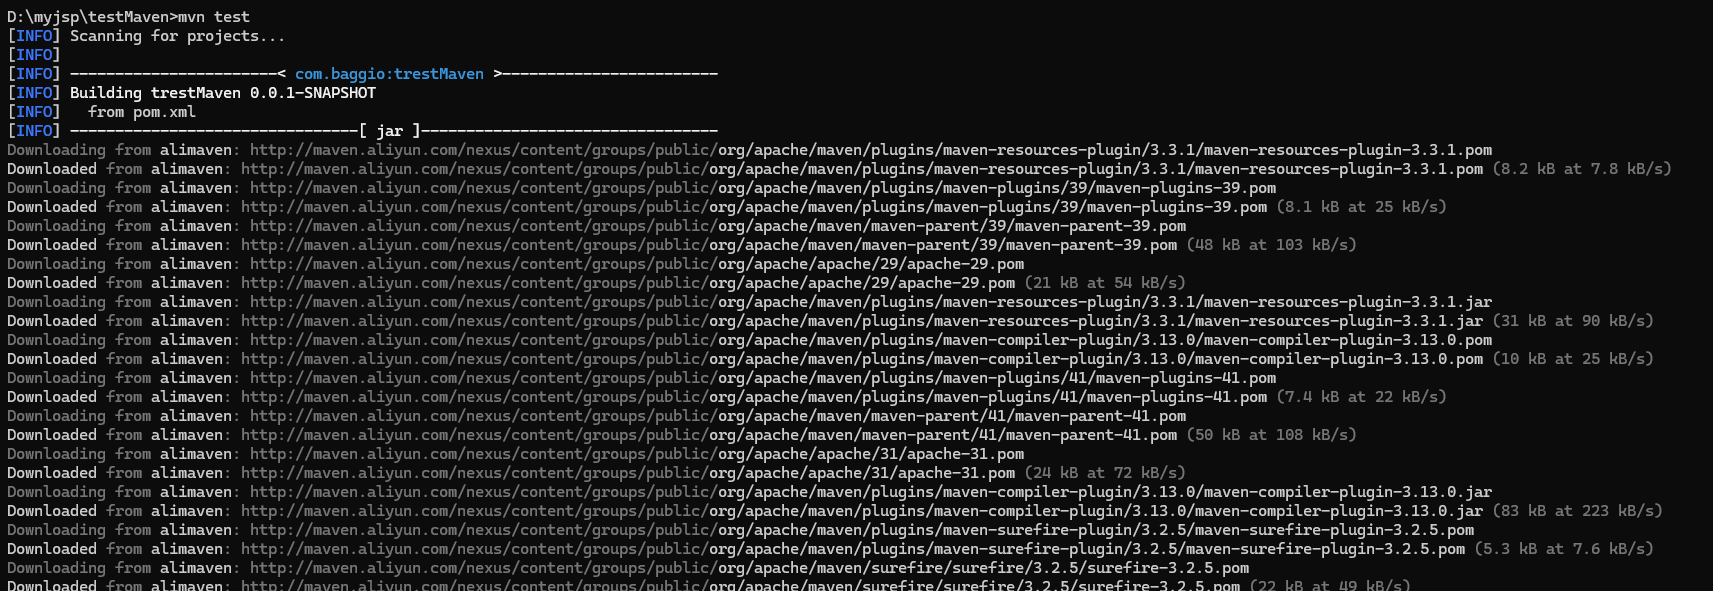 D:\myjsp\testMaven>mvn test
[INFO] Scanning for projects...
[INFO]
[INFO] -----------------------< com.baggio:trestMaven >------------------------
[INFO] Building trestMaven 0.0.1-SNAPSHOT
[INFO]   from pom.xml
[INFO] --------------------------------[ jar ]---------------------------------
Downloading from alimaven: http://maven.aliyun.com/nexus/content/groups/public/org/apache/maven/plugins/maven-resources-plugin/3.3.1/maven-resources-plugin-3.3.1.pom
Downloaded from alimaven: http://maven.aliyun.com/nexus/content/groups/public/org/apache/maven/plugins/maven-resources-plugin/3.3.1/maven-resources-plugin-3.3.1.pom (8.2 kB at 7.8 kB/s)
Downloading from alimaven: http://maven.aliyun.com/nexus/content/groups/public/org/apache/maven/plugins/maven-plugins/39/maven-plugins-39.pom
Downloaded from alimaven: http://maven.aliyun.com/nexus/content/groups/public/org/apache/maven/plugins/maven-plugins/39/maven-plugins-39.pom (8.1 kB at 25 kB/s)
Downloading from alimaven: http://maven.aliyun.com/nexus/content/groups/public/org/apache/maven/maven-parent/39/maven-parent-39.pom
Downloaded from alimaven: http://maven.aliyun.com/nexus/content/groups/public/org/apache/maven/maven-parent/39/maven-parent-39.pom (48 kB at 103 kB/s)
Downloading from alimaven: http://maven.aliyun.com/nexus/content/groups/public/org/apache/apache/29/apache-29.pom
Downloaded from alimaven: http://maven.aliyun.com/nexus/content/groups/public/org/apache/apache/29/apache-29.pom (21 kB at 54 kB/s)
Downloading from alimaven: http://maven.aliyun.com/nexus/content/groups/public/org/apache/maven/plugins/maven-resources-plugin/3.3.1/maven-resources-plugin-3.3.1.jar
Downloaded from alimaven: http://maven.aliyun.com/nexus/content/groups/public/org/apache/maven/plugins/maven-resources-plugin/3.3.1/maven-resources-plugin-3.3.1.jar (31 kB at 90 kB/s)
Downloading from alimaven: http://maven.aliyun.com/nexus/content/groups/public/org/apache/maven/plugins/maven-compiler-plugin/3.13.0/maven-compiler-plugin-3.13.0.pom
Downloaded from alimaven: http://maven.aliyun.com/nexus/content/groups/public/org/apache/maven/plugins/maven-compiler-plugin/3.13.0/maven-compiler-plugin-3.13.0.pom (10 kB at 25 kB/s)
Downloading from alimaven: http://maven.aliyun.com/nexus/content/groups/public/org/apache/maven/plugins/maven-plugins/41/maven-plugins-41.pom
Downloaded from alimaven: http://maven.aliyun.com/nexus/content/groups/public/org/apache/maven/plugins/maven-plugins/41/maven-plugins-41.pom (7.4 kB at 22 kB/s)
Downloading from alimaven: http://maven.aliyun.com/nexus/content/groups/public/org/apache/maven/maven-parent/41/maven-parent-41.pom
Downloaded from alimaven: http://maven.aliyun.com/nexus/content/groups/public/org/apache/maven/maven-parent/41/maven-parent-41.pom (50 kB at 108 kB/s)
Downloading from alimaven: http://maven.aliyun.com/nexus/content/groups/public/org/apache/apache/31/apache-31.pom
Downloaded from alimaven: http://maven.aliyun.com/nexus/content/groups/public/org/apache/apache/31/apache-31.pom (24 kB at 72 kB/s)
Downloading from alimaven: http://maven.aliyun.com/nexus/content/groups/public/org/apache/maven/plugins/maven-compiler-plugin/3.13.0/maven-compiler-plugin-3.13.0.jar
Downloaded from alimaven: http://maven.aliyun.com/nexus/content/groups/public/org/apache/maven/plugins/maven-compiler-plugin/3.13.0/maven-compiler-plugin-3.13.0.jar (83 kB at 223 kB/s)
Downloading from alimaven: http://maven.aliyun.com/nexus/content/groups/public/org/apache/maven/plugins/maven-surefire-plugin/3.2.5/maven-surefire-plugin-3.2.5.pom
Downloaded from alimaven: http://maven.aliyun.com/nexus/content/groups/public/org/apache/maven/plugins/maven-surefire-plugin/3.2.5/maven-surefire-plugin-3.2.5.pom (5.3 kB at 7.6 kB/s)
Downloading from alimaven: http://maven.aliyun.com/nexus/content/groups/public/org/apache/maven/surefire/surefire/3.2.5/surefire-3.2.5.pom
Downloaded from alimaven: http://maven.aliyun.com/nexus/content/groups/public/org/apache/maven/surefire/surefire/3.2.5/surefire-3.2.5.pom (22 kB at 49 kB/s)